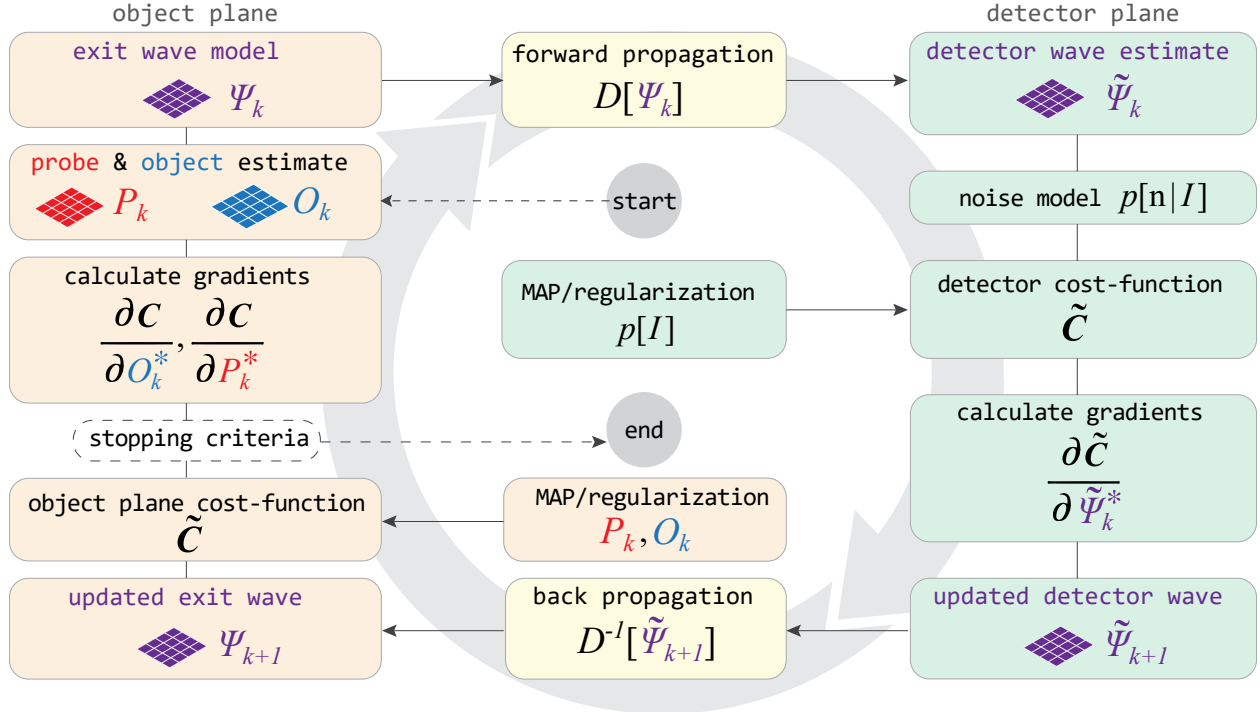 object plane
detector plane
exit wave model
Ψk
forward propagation
D[Ψk]
detector wave estimate
Ψ̃k
probe & object estimate
Pk Ok
start
noise model p[n|I]
calculate gradients
∂C/∂Ok*, ∂C/∂Pk*
MAP/regularization
p[I]
detector cost-function
C̃
stopping criteria
end
calculate gradients
∂C̃/∂Ψ̃k*
object plane cost-function
C̃
MAP/regularization
Pk, Ok
updated exit wave
Ψk+1
back propagation
D-1[Ψ̃k+1]
updated detector wave
Ψ̃k+1